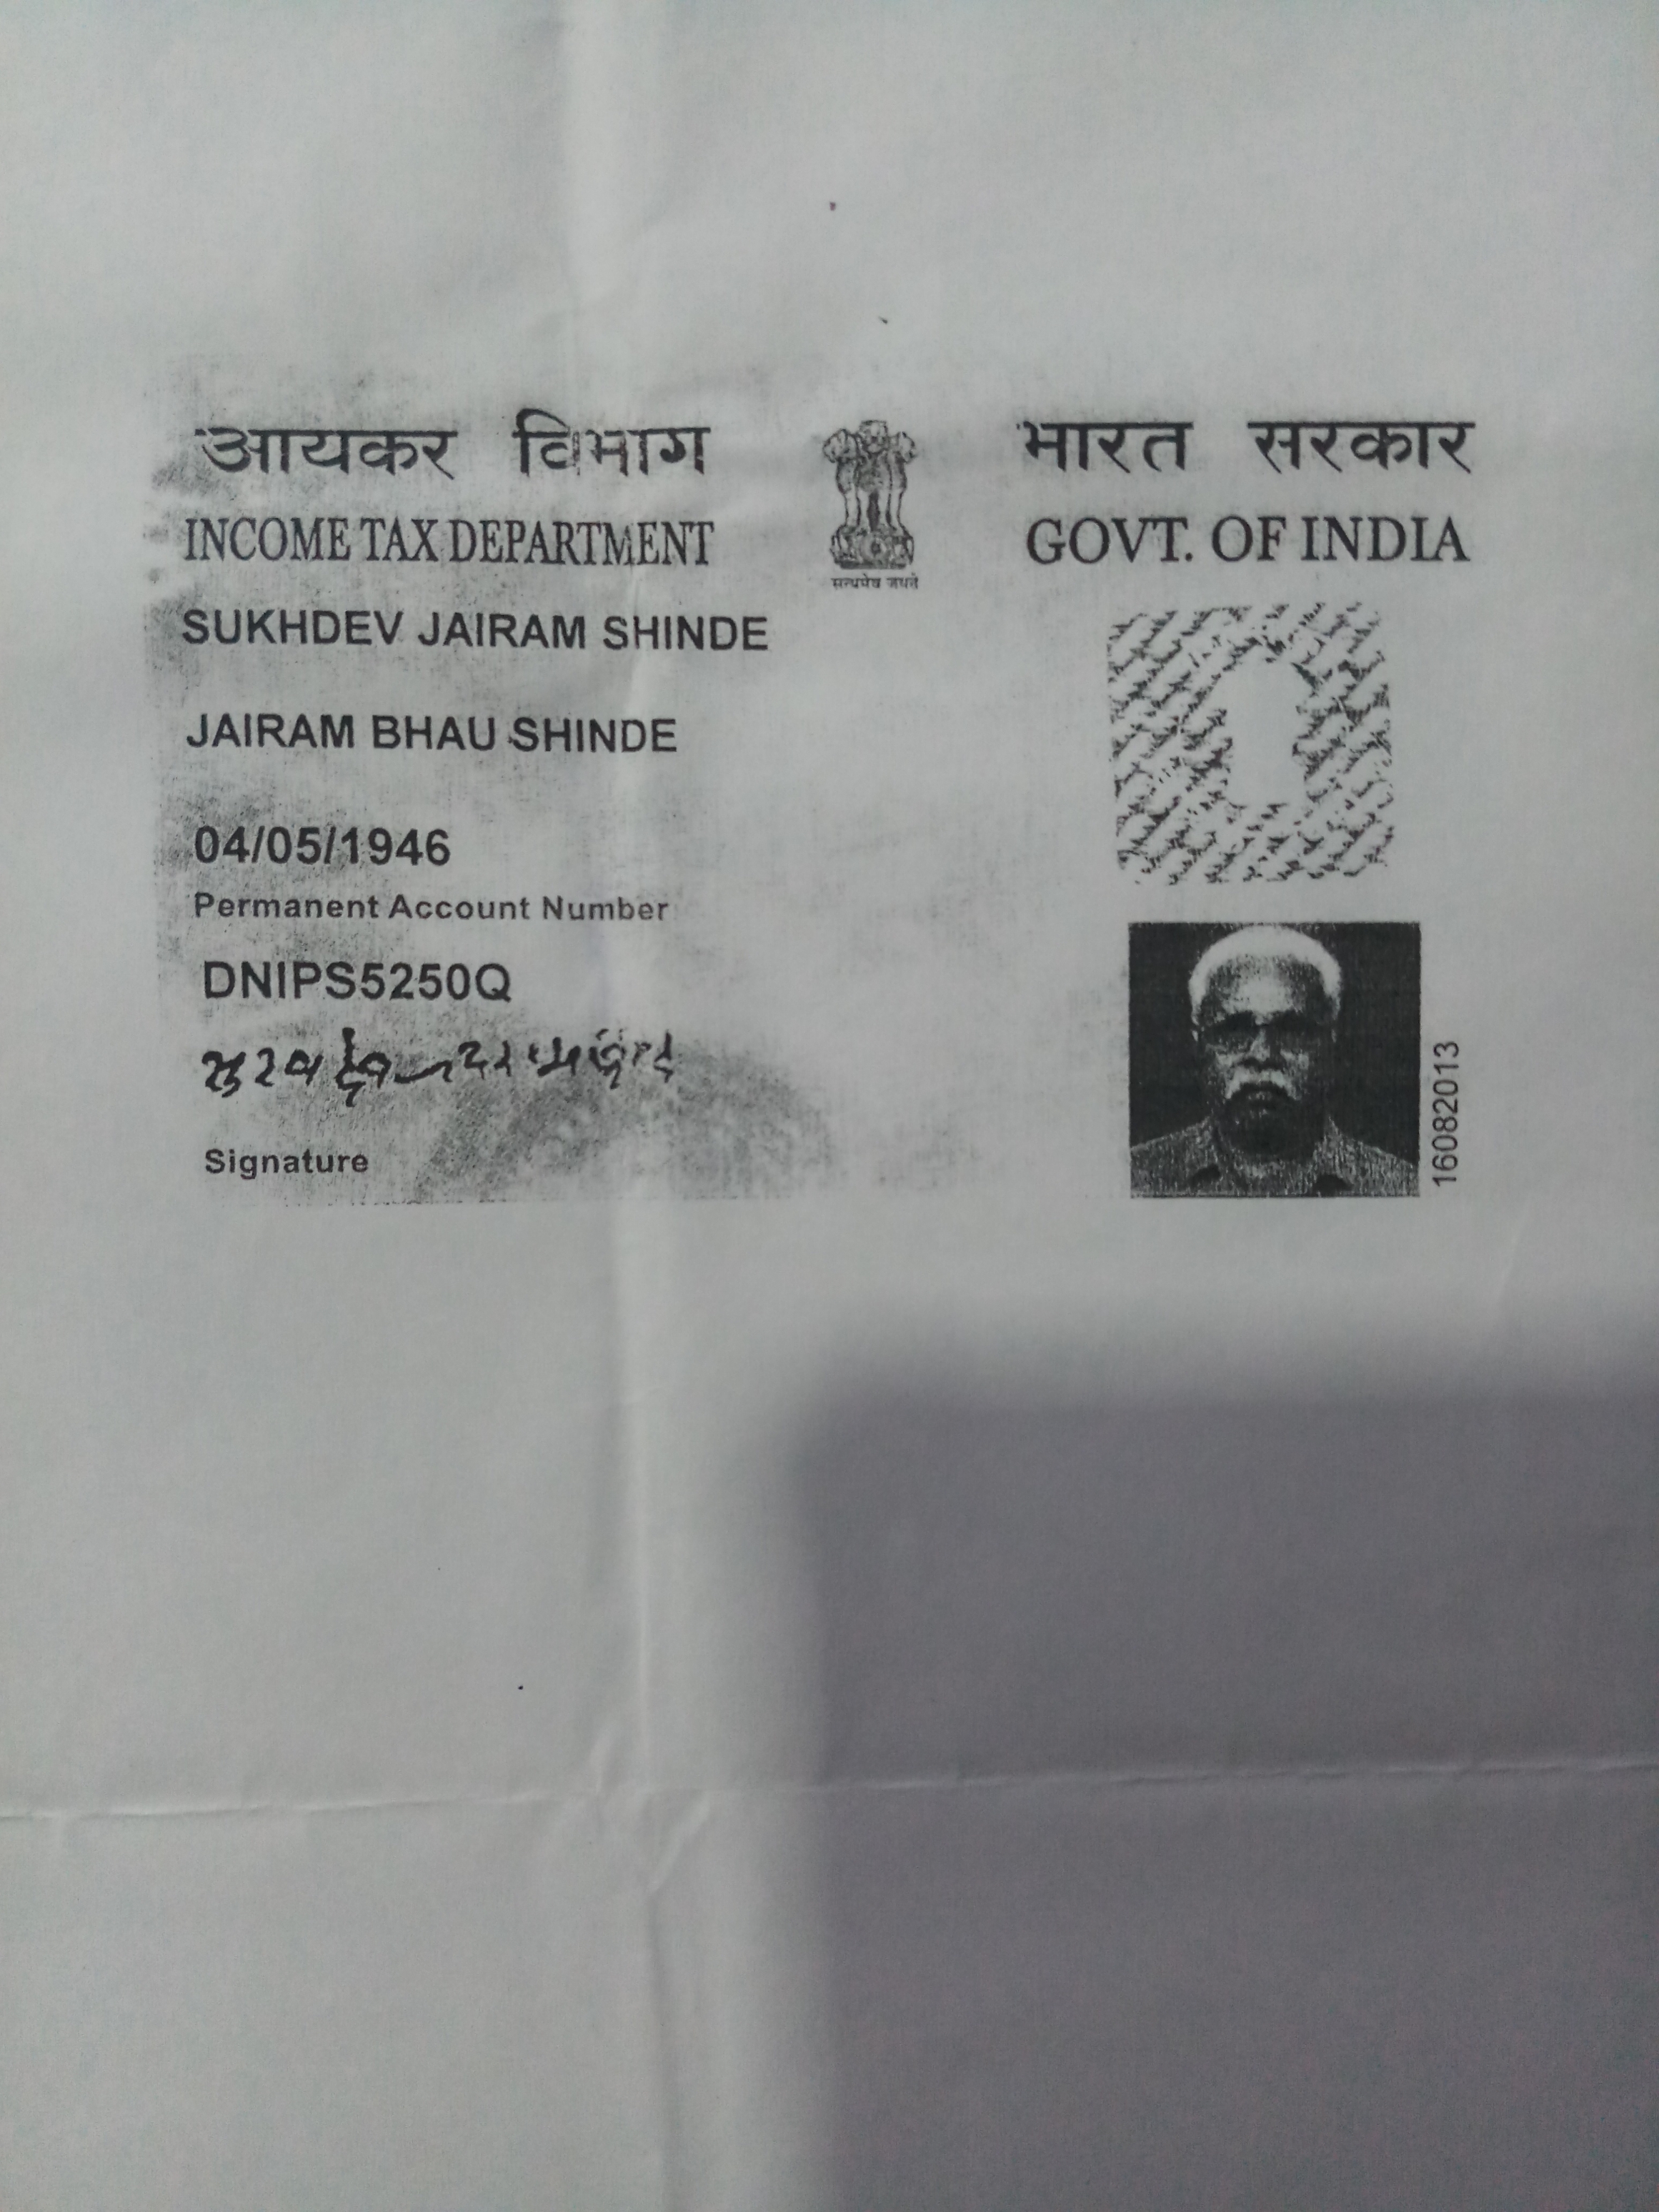 आयकर विभाग
भारत सरकार
INCOME TAX DEPARTMENT
GOVT. OF INDIA
सत्यमेव जयते
SUKHDEV JAIRAM SHINDE
JAIRAM BHAU SHINDE
04/05/1946
Permanent Account Number
DNIPS5250Q
Signature
16082013